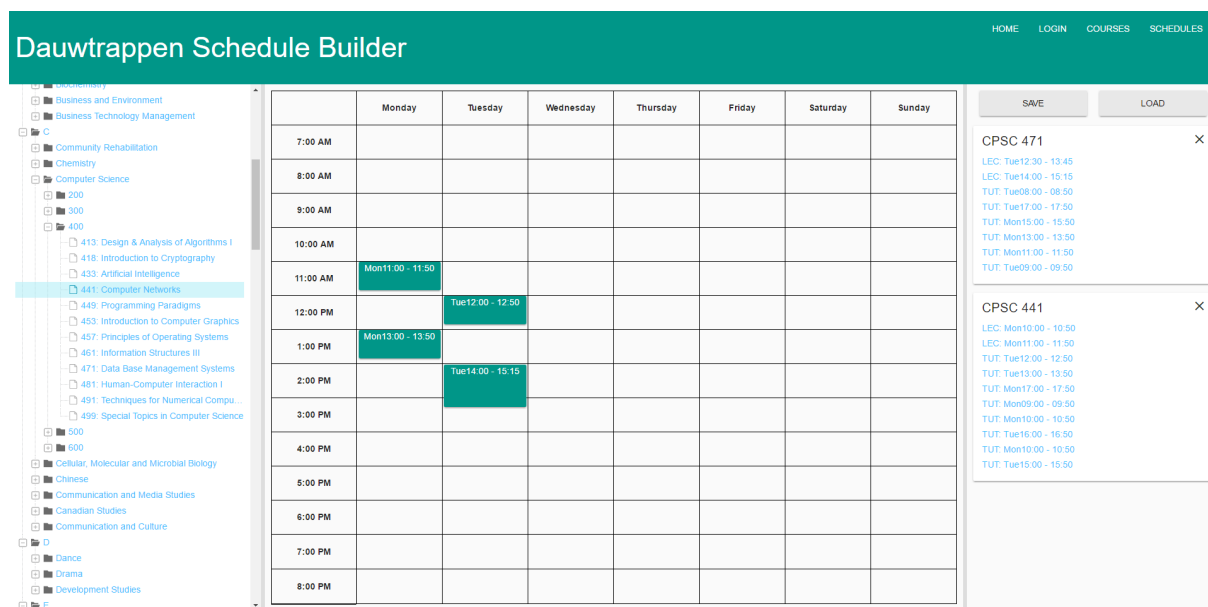 Dauwtrappen Schedule Builder
HOME LOGIN COURSES SCHEDULES
Biochemistry
Business and Environment
Business Technology Management
C
Community Rehabilitation
Chemistry
Computer Science
200
300
400
413: Design & Analysis of Algorithms I
418: Introduction to Cryptography
433: Artificial Intelligence
441: Computer Networks
449: Programming Paradigms
453: Introduction to Computer Graphics
457: Principles of Operating Systems
461: Information Structures III
471: Data Base Management Systems
481: Human-Computer Interaction I
491: Techniques for Numerical Compu...
499: Special Topics in Computer Science
500
600
Cellular, Molecular and Microbial Biology
Chinese
Communication and Media Studies
Canadian Studies
Communication and Culture
D
Dance
Drama
Development Studies
E
Monday Tuesday Wednesday Thursday Friday Saturday Sunday
7:00 AM
8:00 AM
9:00 AM
10:00 AM
11:00 AM
Mon11:00 - 11:50
12:00 PM
Tue12:00 - 12:50
1:00 PM
Mon13:00 - 13:50
2:00 PM
Tue14:00 - 15:15
3:00 PM
4:00 PM
5:00 PM
6:00 PM
7:00 PM
8:00 PM
SAVE LOAD
CPSC 471
LEC: Tue12:30 - 13:45
LEC: Tue14:00 - 15:15
TUT: Tue08:00 - 08:50
TUT: Tue17:00 - 17:50
TUT: Mon15:00 - 15:50
TUT: Mon13:00 - 13:50
TUT: Mon11:00 - 11:50
TUT: Tue09:00 - 09:50
CPSC 441
LEC: Mon10:00 - 10:50
LEC: Mon11:00 - 11:50
TUT: Tue12:00 - 12:50
TUT: Tue13:00 - 13:50
TUT: Mon17:00 - 17:50
TUT: Mon09:00 - 09:50
TUT: Mon10:00 - 10:50
TUT: Tue16:00 - 16:50
TUT: Mon10:00 - 10:50
TUT: Tue15:00 - 15:50